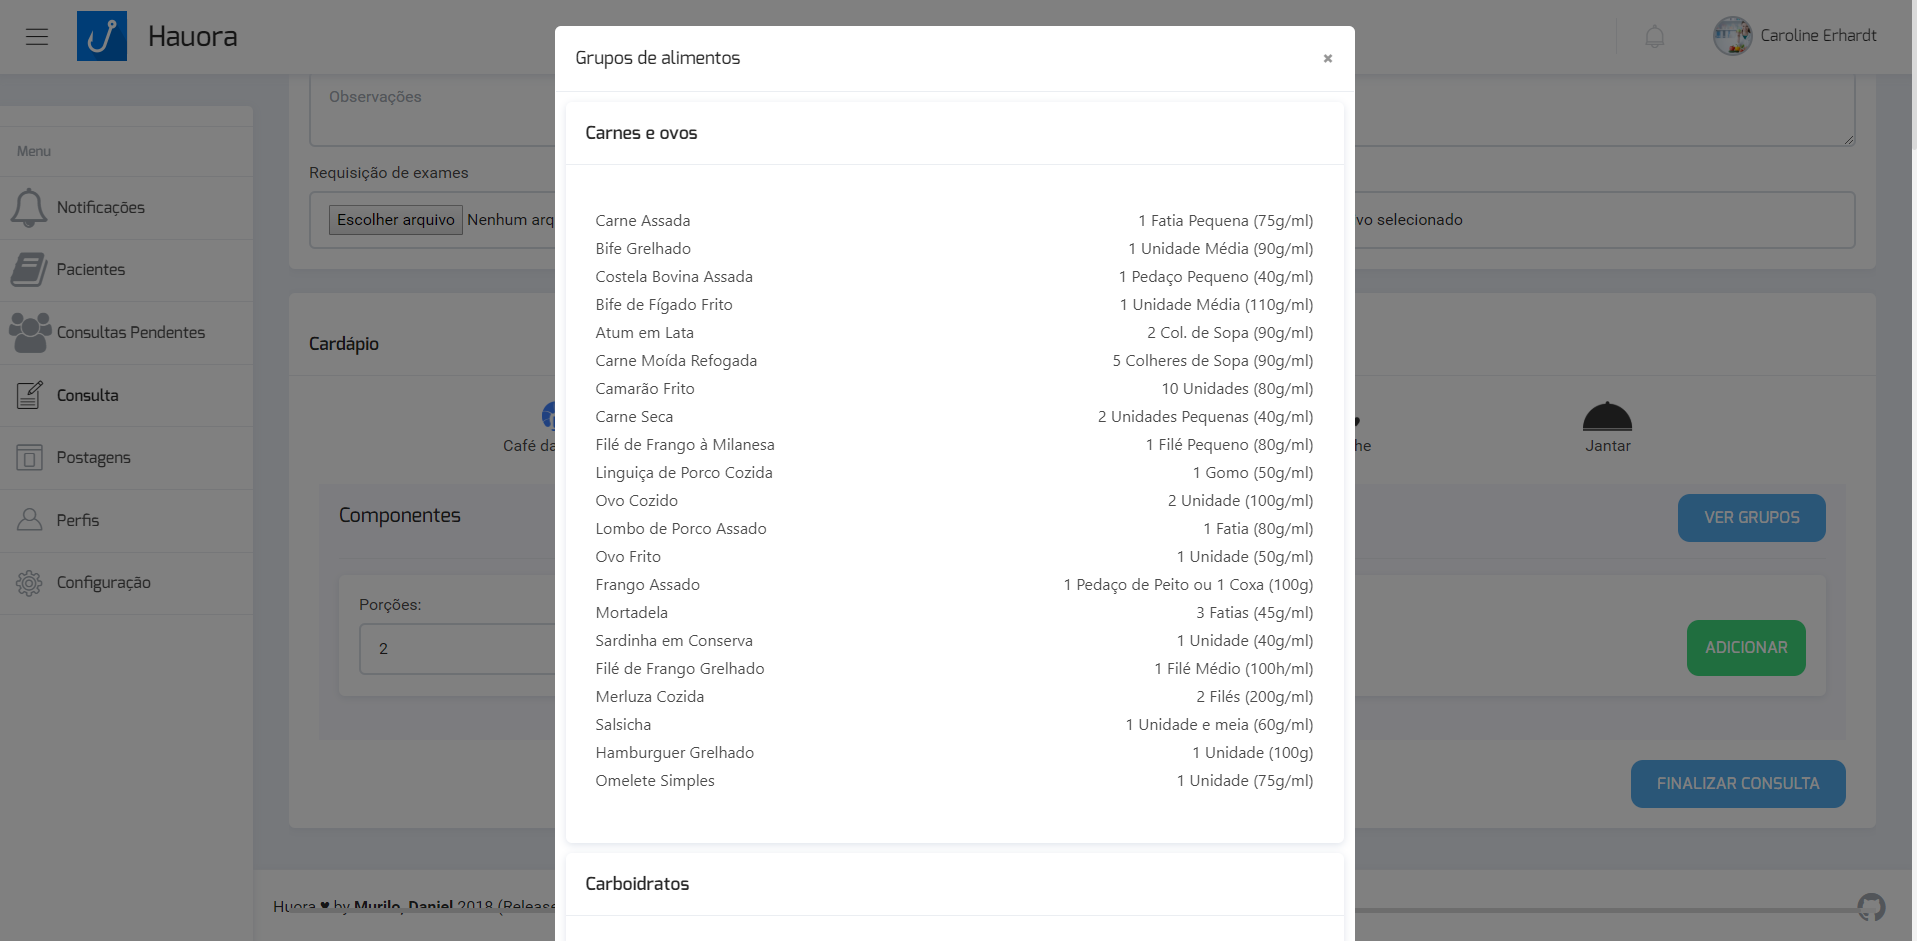 Hauora
Caroline Erhardt
Menu
Notificações
Pacientes
Consultas Pendentes
Consulta
Postagens
Perfis
Configuração
Observações
Requisição de exames
Escolher arquivo Nenhum arq
vo selecionado
Cardápio
Café da
he
Jantar
Componentes
VER GRUPOS
Porções:
2
ADICIONAR
FINALIZAR CONSULTA
Huora ♥ by Murilo, Daniel 2018 (Release
Grupos de alimentos
×
Carnes e ovos
Carne Assada 1 Fatia Pequena (75g/ml)
Bife Grelhado 1 Unidade Média (90g/ml)
Costela Bovina Assada 1 Pedaço Pequeno (40g/ml)
Bife de Fígado Frito 1 Unidade Média (110g/ml)
Atum em Lata 2 Col. de Sopa (90g/ml)
Carne Moída Refogada 5 Colheres de Sopa (90g/ml)
Camarão Frito 10 Unidades (80g/ml)
Carne Seca 2 Unidades Pequenas (40g/ml)
Filé de Frango à Milanesa 1 Filé Pequeno (80g/ml)
Linguiça de Porco Cozida 1 Gomo (50g/ml)
Ovo Cozido 2 Unidade (100g/ml)
Lombo de Porco Assado 1 Fatia (80g/ml)
Ovo Frito 1 Unidade (50g/ml)
Frango Assado 1 Pedaço de Peito ou 1 Coxa (100g)
Mortadela 3 Fatias (45g/ml)
Sardinha em Conserva 1 Unidade (40g/ml)
Filé de Frango Grelhado 1 Filé Médio (100h/ml)
Merluza Cozida 2 Filés (200g/ml)
Salsicha 1 Unidade e meia (60g/ml)
Hamburguer Grelhado 1 Unidade (100g)
Omelete Simples 1 Unidade (75g/ml)
Carboidratos